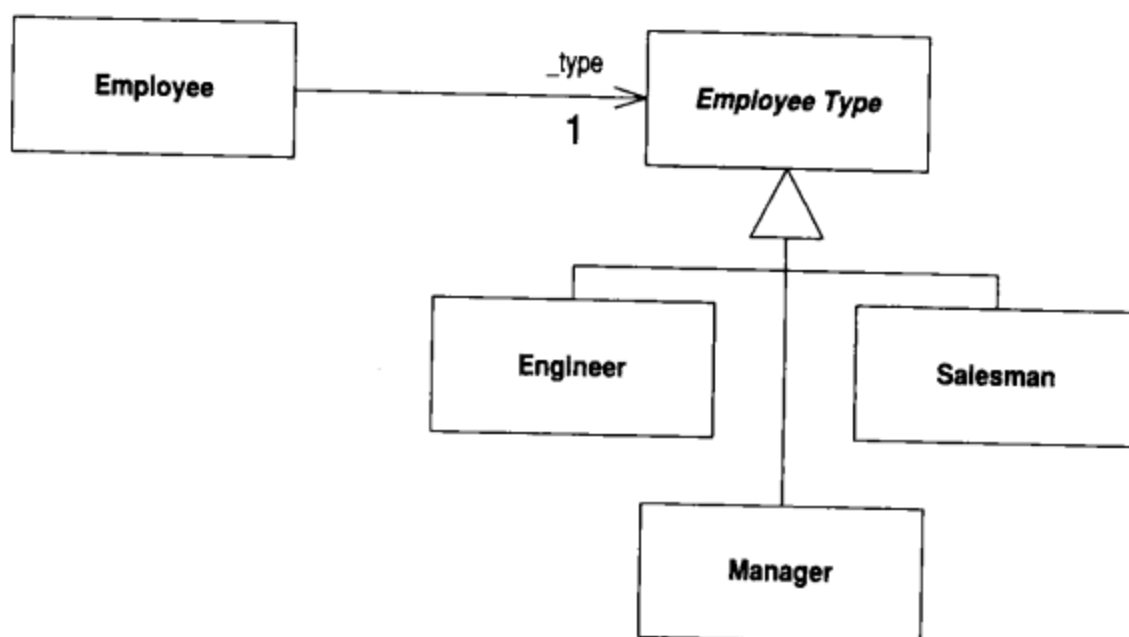 Employee
_type
1
Employee Type
Engineer
Salesman
Manager